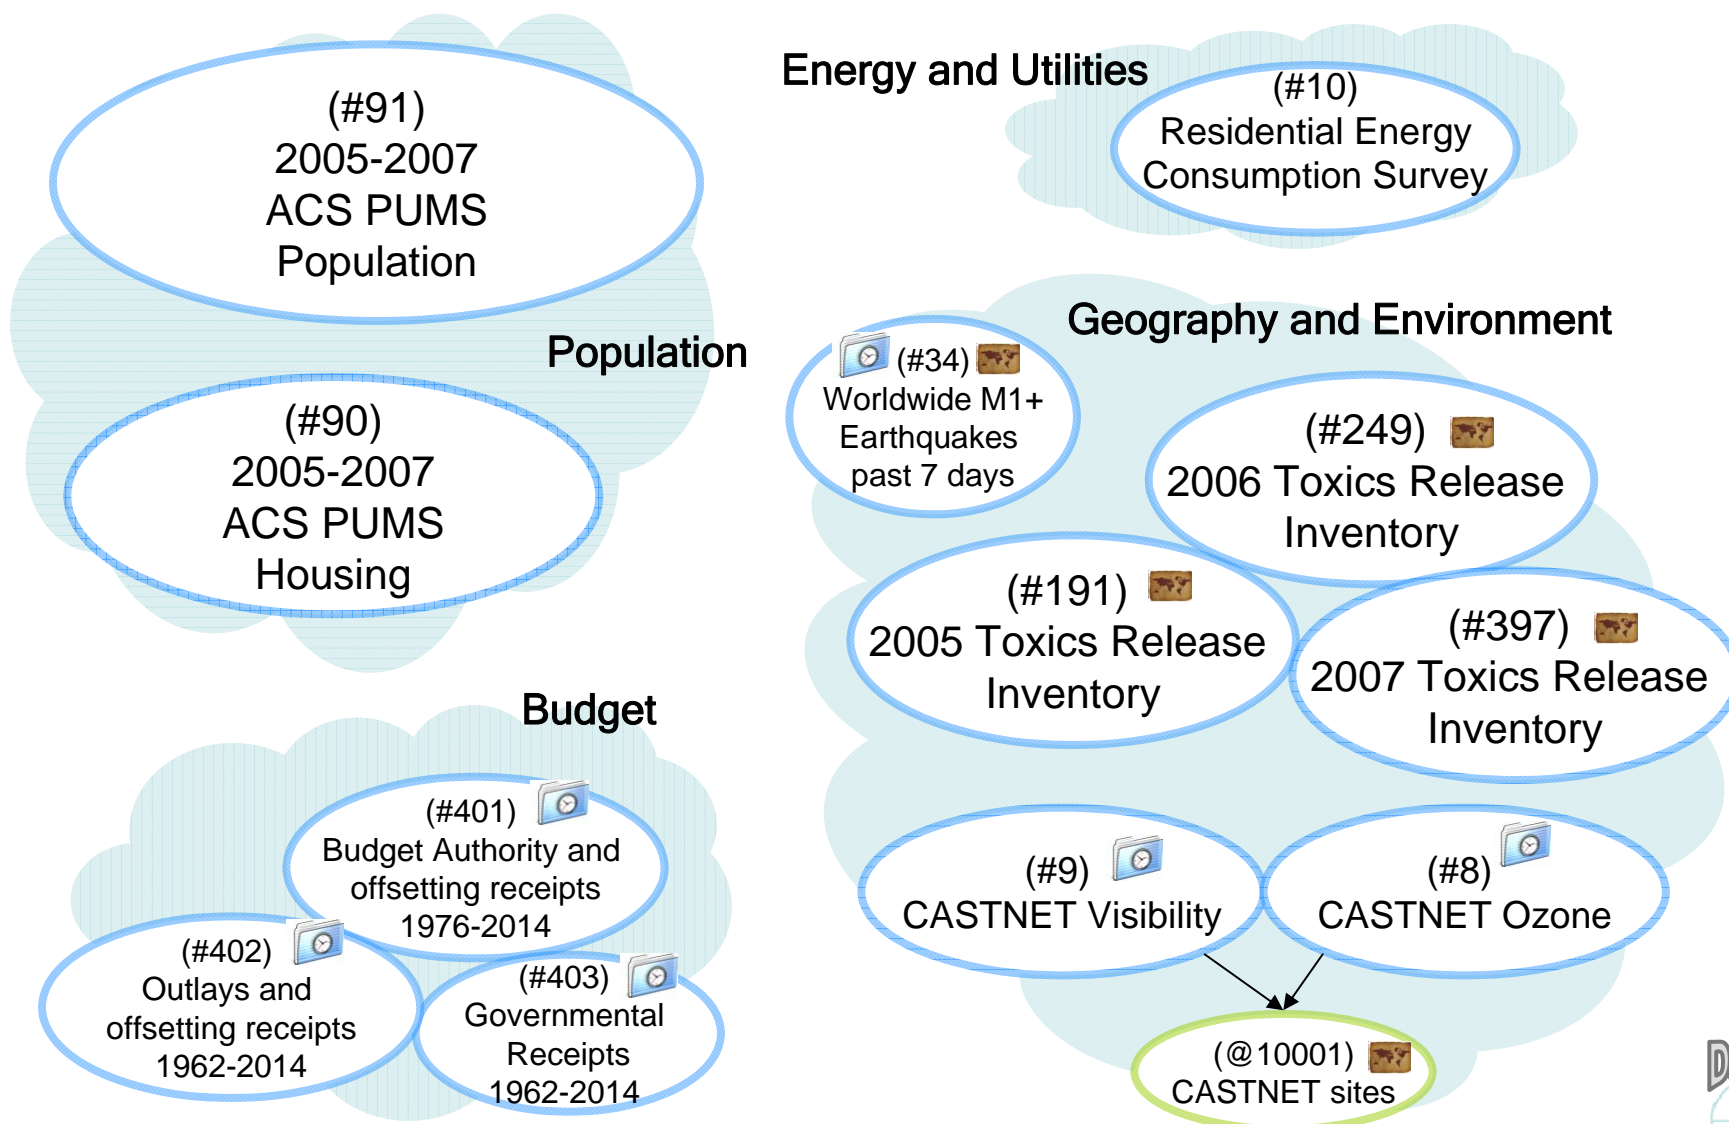 (#91)
2005-2007
ACS PUMS
Population
Population
(#90)
2005-2007
ACS PUMS
Housing
Budget
(#401)
Budget Authority and
offsetting receipts
1976-2014
(#402)
Outlays and
offsetting receipts
1962-2014
(#403)
Governmental
Receipts
1962-2014
Energy and Utilities
(#10)
Residential Energy
Consumption Survey
Geography and Environment
(#34)
Worldwide M1+
Earthquakes
past 7 days
(#249)
2006 Toxics Release
Inventory
(#191)
2005 Toxics Release
Inventory
(#397)
2007 Toxics Release
Inventory
(#9)
CASTNET Visibility
(#8)
CASTNET Ozone
(@10001)
CASTNET sites